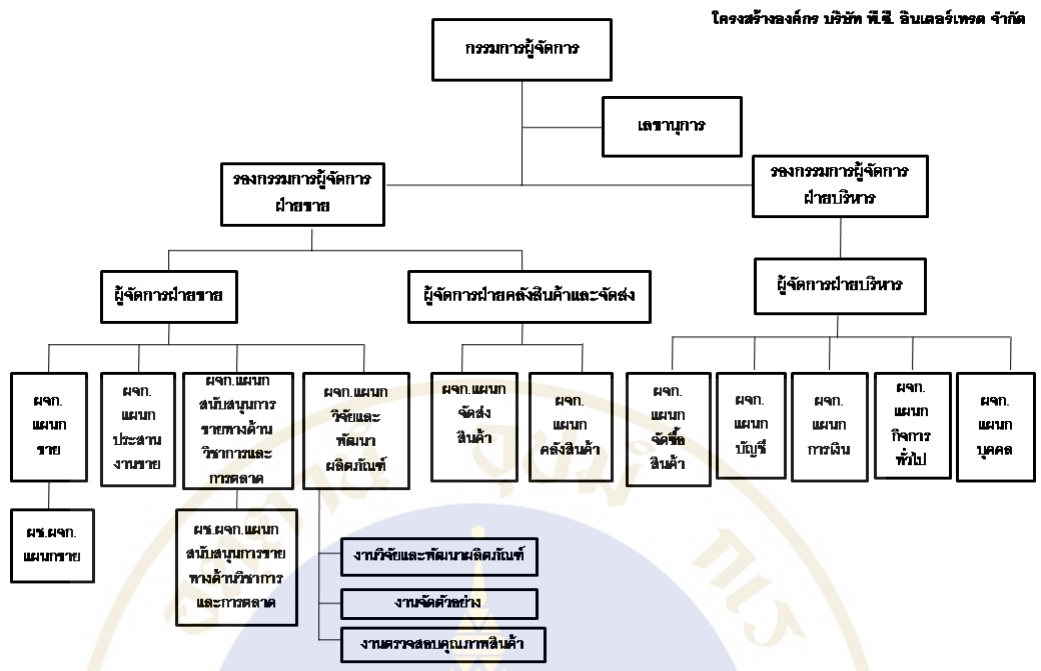 โครงสร้างองค์กร บริษัท พี.ซี. อินเตอร์เทรด จำกัด
กรรมการผู้จัดการ
เลขานุการ
รองกรรมการผู้จัดการ
ฝ่ายขาย
รองกรรมการผู้จัดการ
ฝ่ายบริหาร
ผู้จัดการฝ่ายขาย
ผู้จัดการฝ่ายคลังสินค้าและจัดส่ง
ผู้จัดการฝ่ายบริหาร
ผจก.
แผนก
ขาย
ผจก.
แผนก
ประสาน
งานขาย
ผจก.แผนก
สนับสนุนการ
ขายทางด้าน
วิชาการและ
การตลาด
ผจก.แผนก
วิจัยและ
พัฒนา
ผลิตภัณฑ์
ผจก.แผนก
จัดส่ง
สินค้า
ผจก.
แผนก
คลังสินค้า
ผจก.
แผนก
จัดซื้อ
สินค้า
ผจก.
แผนก
บัญชี
ผจก.
แผนก
การเงิน
ผจก.
แผนก
กิจการ
ทั่วไป
ผจก.
แผนก
บุคคล
ผช.ผจก.
แผนกขาย
ผช.ผจก.แผนก
สนับสนุนการขาย
ทางด้านวิชาการ
และการตลาด
งานวิจัยและพัฒนาผลิตภัณฑ์
งานจัดตัวอย่าง
งานตรวจสอบคุณภาพสินค้า